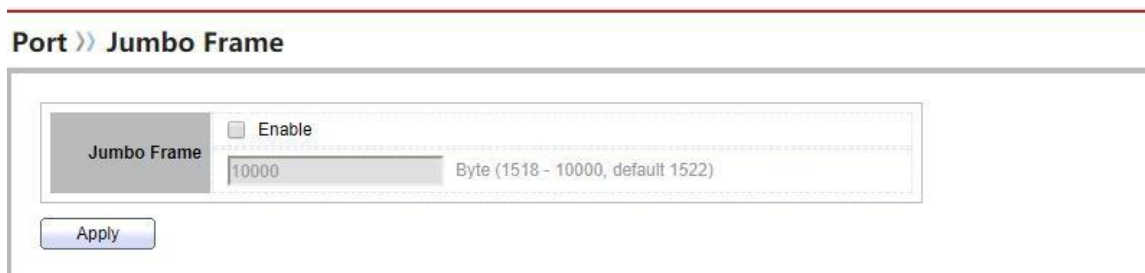 Port » Jumbo Frame
Jumbo Frame
Enable
10000 Byte (1518 - 10000, default 1522)
Apply